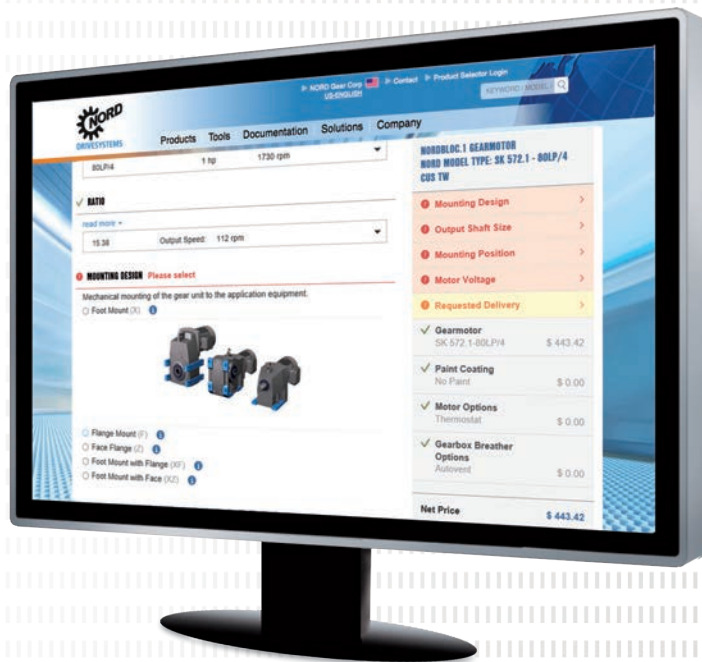 NORD Gear Corp
US-ENGLISH
Contact
Product Selector Login
KEYWORD / MODEL #
NORD
DRIVESYSTEMS
Products Tools Documentation Solutions Company
80LP/4 1 hp 1730 rpm
RATIO
read more
15.38 Output Speed: 112 rpm
MOUNTING DESIGN Please select
Mechanical mounting of the gear unit to the application equipment.
Foot Mount (X)
Flange Mount (F)
Face Flange (Z)
Foot Mount with Flange (XF)
Foot Mount with Face (XZ)
NORDBLOC.1 GEARMOTOR
NORD MODEL TYPE: SK 572.1 - 80LP/4
CUS TW
Mounting Design
Output Shaft Size
Mounting Position
Motor Voltage
Requested Delivery
Gearmotor
SK 572.1-80LP/4 $ 443.42
Paint Coating
No Paint $ 0.00
Motor Options
Thermostat $ 0.00
Gearbox Breather
Options
Autovent $ 0.00
Net Price $ 443.42